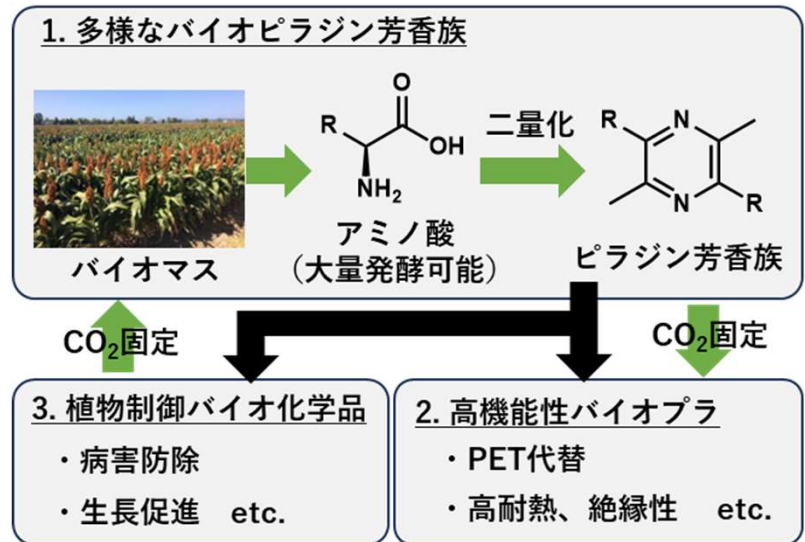 1. 多様なバイオピラジン芳香族
O
R
OH
NH2
二量化
R
N
N
R
アミノ酸
(大量発酵可能)
バイオマス
ピラジン芳香族
CO2固定
CO2固定
3. 植物制御バイオ化学品
・病害防除
・生長促進 etc.
2. 高機能性バイオプラ
・PET代替
・高耐熱、絶縁性 etc.